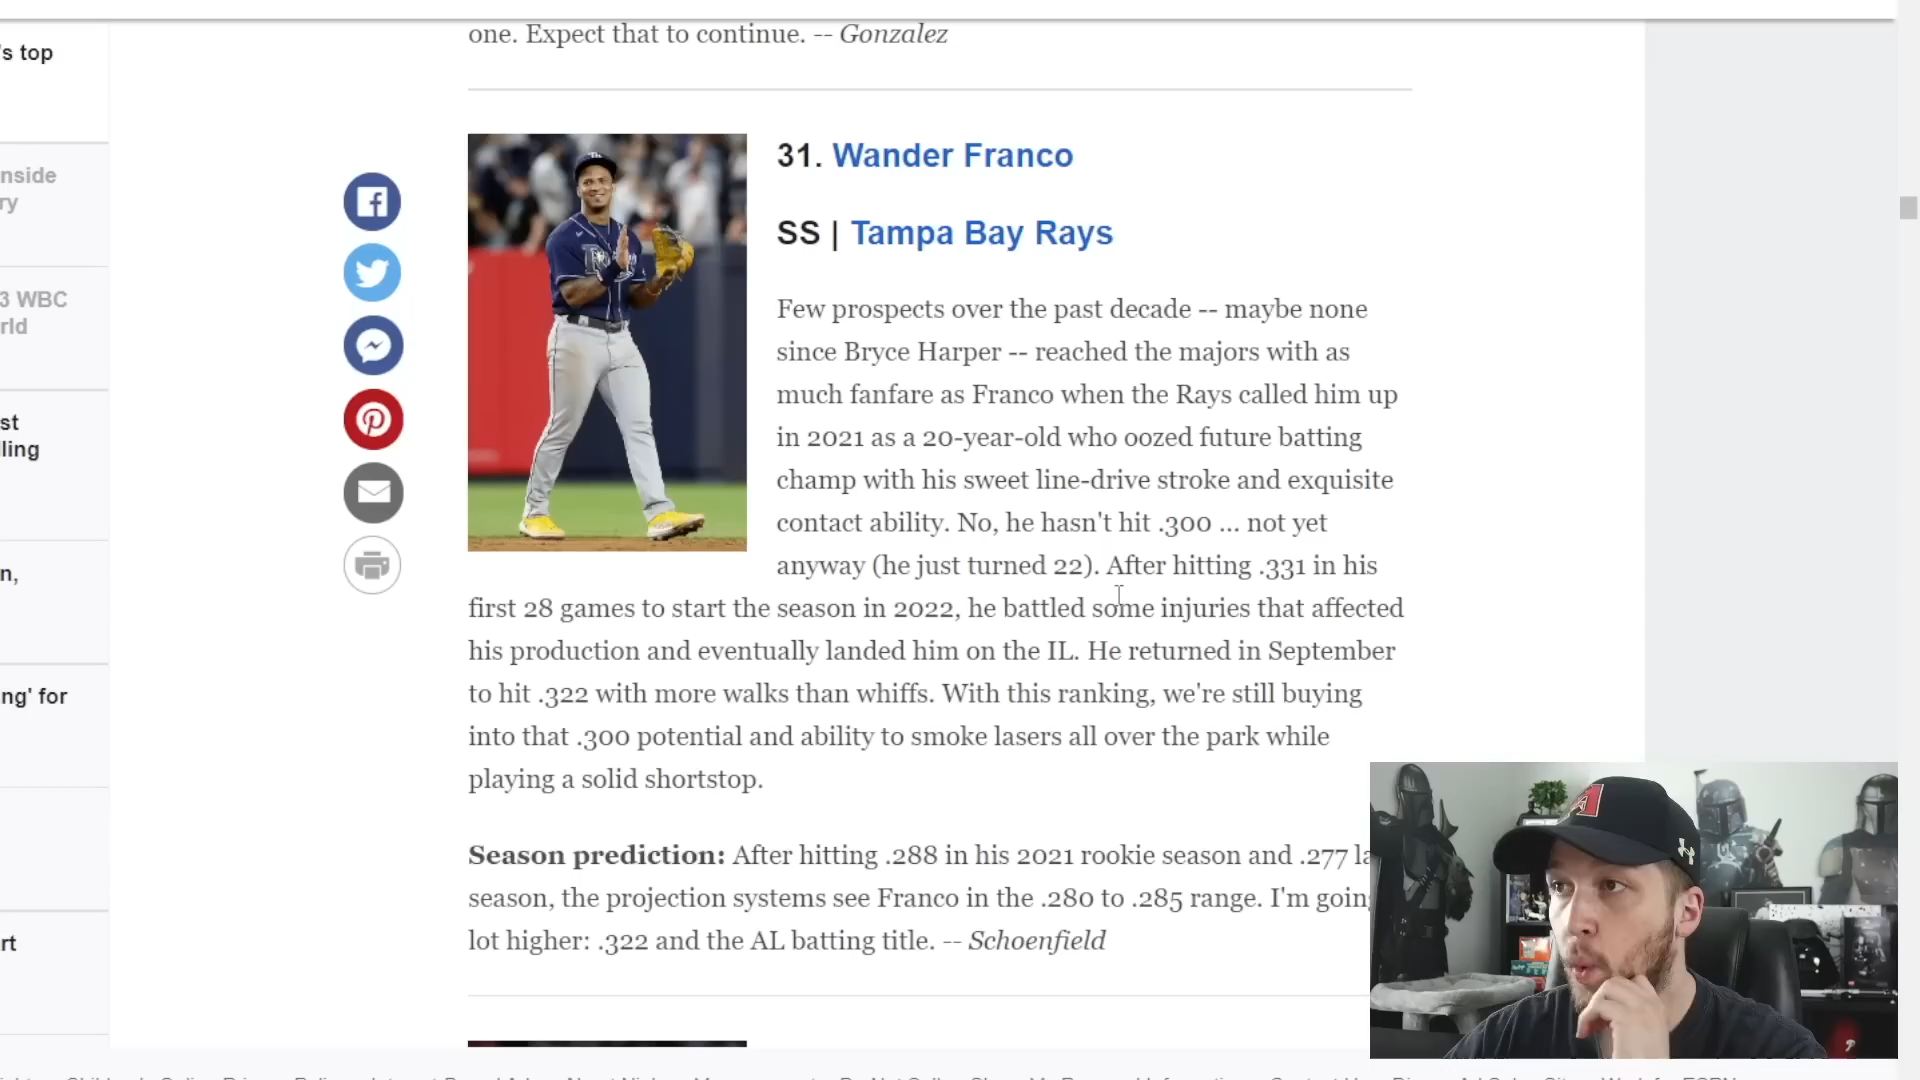 one. Expect that to continue. -- Gonzalez
's top
nside
ry
3 WBC
rld
st
lling
n,
ng' for
rt
31. Wander Franco
SS | Tampa Bay Rays
Few prospects over the past decade -- maybe none
since Bryce Harper -- reached the majors with as
much fanfare as Franco when the Rays called him up
in 2021 as a 20-year-old who oozed future batting
champ with his sweet line-drive stroke and exquisite
contact ability. No, he hasn't hit .300 ... not yet
anyway (he just turned 22). After hitting .331 in his
first 28 games to start the season in 2022, he battled some injuries that affected
his production and eventually landed him on the IL. He returned in September
to hit .322 with more walks than whiffs. With this ranking, we're still buying
into that .300 potential and ability to smoke lasers all over the park while
playing a solid shortstop.
Season prediction: After hitting .288 in his 2021 rookie season and .277 la
season, the projection systems see Franco in the .280 to .285 range. I'm going
lot higher: .322 and the AL batting title. -- Schoenfield